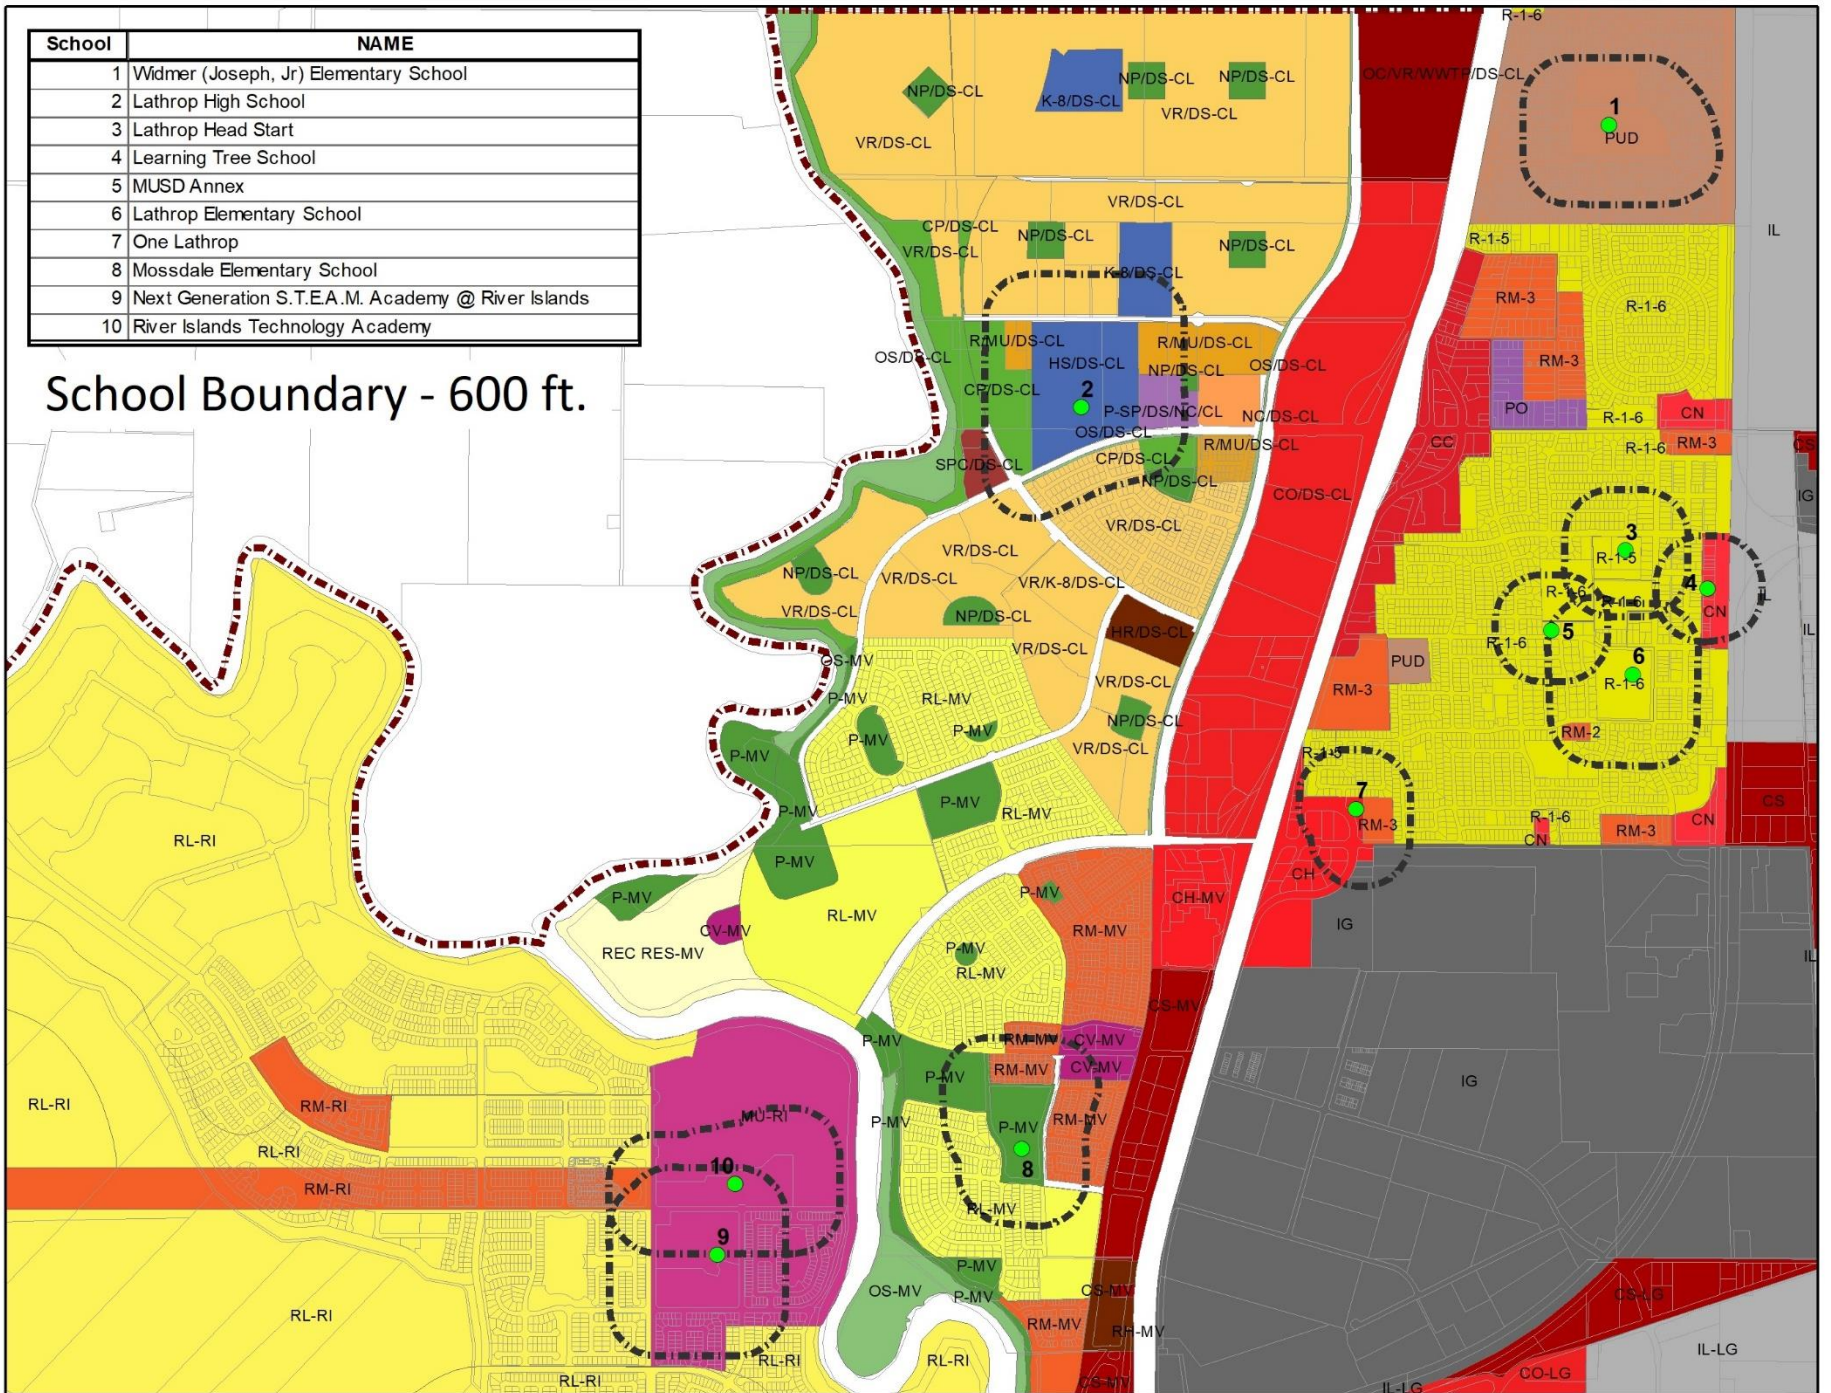 School NAME
1 Widmer (Joseph, Jr) Elementary School
2 Lathrop High School
3 Lathrop Head Start
4 Learning Tree School
5 MUSD Annex
6 Lathrop Elementary School
7 One Lathrop
8 Mossdale Elementary School
9 Next Generation S.T.E.A.M. Academy @ River Islands
10 River Islands Technology Academy
School Boundary - 600 ft.
R-1-6
OC/VR/WWTP/DS-CL
NP/DS-CL
NP/DS-CL
NP/DS-CL
K-8/DS-CL
VR/DS-CL
VR/DS-CL
1
PUD
VR/DS-CL
CP/DS-CL
NP/DS-CL
NP/DS-CL
VR/DS-CL
K-8/DS-CL
IL
R-1-5
RM-3
R-1-6
OS/DS-CL
R/MU/DS-CL
R/MU/DS-CL
HS/DS-CL
NP/DS-CL
OS/DS-CL
RM-3
CP/DS-CL
2
P-SP/DS/NC/CL
NC/DS-CL
PO
R-1-6
CN
OS/DS-CL
R/MU/DS-CL
CC
R-1-6
RM-3
CS
SPC/DS-CL
CP/DS-CL
NP/DS-CL
CO/DS-CL
IG
VR/DS-CL
VR/DS-CL
3
R-1-5
NP/DS-CL
VR/DS-CL
VR/K-8/DS-CL
4
R-1-6
R-1-6
CN
IL
VR/DS-CL
NP/DS-CL
HR/DS-CL
5
R-1-6
IL
VR/DS-CL
OS-MV
PUD
6
R-1-6
P-MV
RL-MV
VR/DS-CL
RM-3
P-MV
P-MV
NP/DS-CL
RM-2
P-MV
VR/DS-CL
R-1-5
P-MV
P-MV
RL-MV
7
RM-3
R-1-6
CN
RM-3
CN
CS
RL-RI
P-MV
P-MV
P-MV
CH
CH-MV
RL-MV
CV-MV
RM-MV
IG
REC RES-MV
P-MV
RL-MV
IL
CS-MV
P-MV
RM-MV
CV-MV
P-MV
RM-MV
CV-MV
IG
RL-RI
RM-RI
MU-RI
P-MV
P-MV
RM-MV
RL-RI
8
RM-RI
10
RL-MV
9
P-MV
OS-MV
P-MV
CS-MV
CS-LG
RL-RI
RM-MV
RH-MV
RL-RI
RL-RI
IL-LG
RL-RI
CS-MV
CO-LG
IL-LG